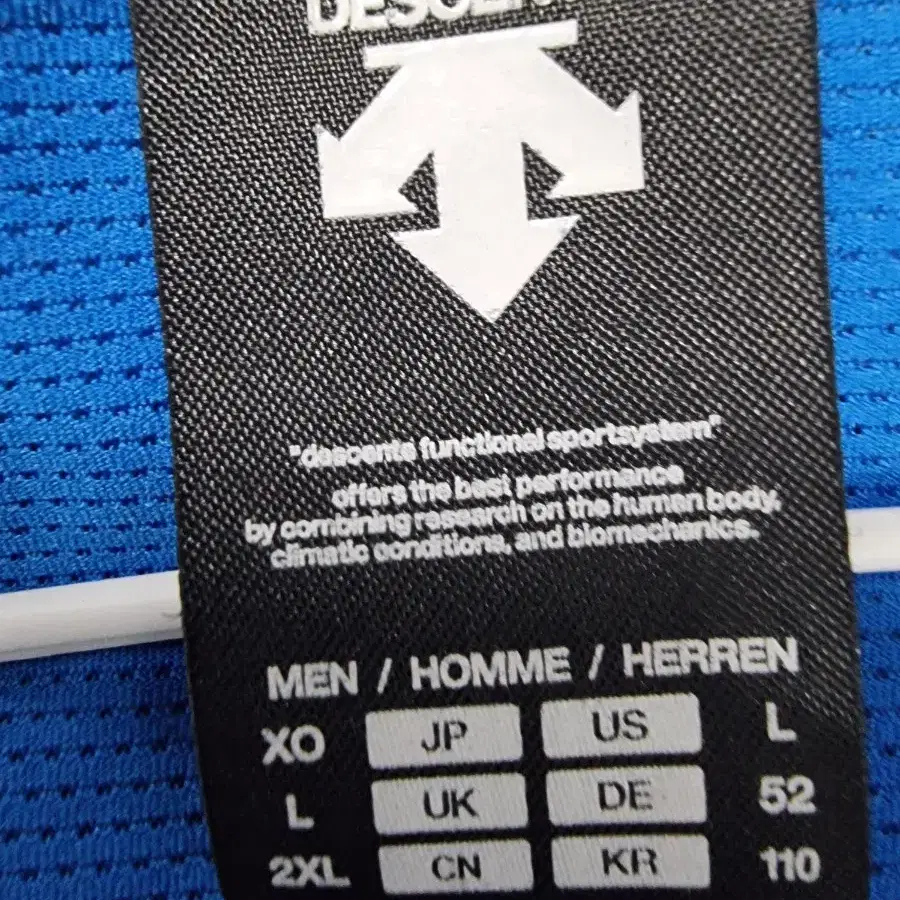 "descente functional sportsystem"
offers the best performance
by combining research on the human body,
climatic conditions, and biomechanics.
MEN / HOMME / HERREN
XO JP US L
L UK DE 52
2XL CN KR 110